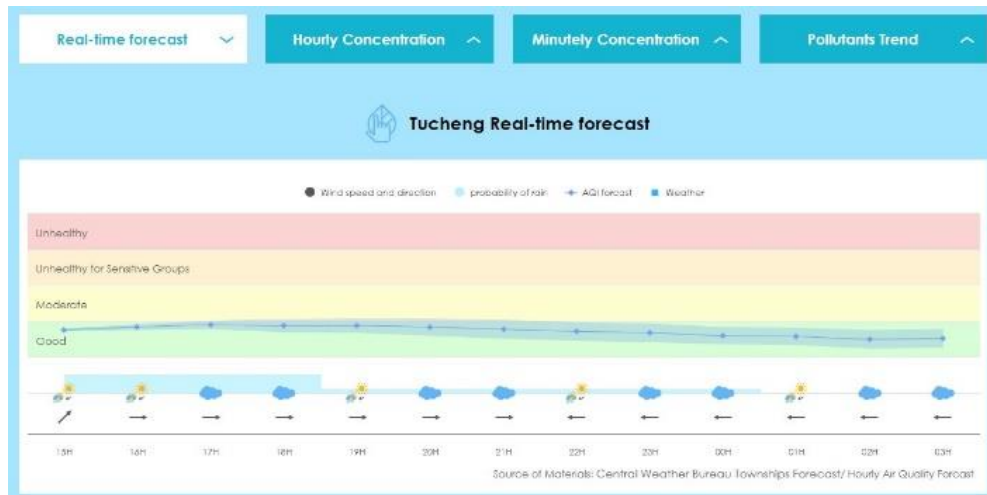 Real-time forecast
Hourly Concentration
Minutely Concentration
Pollutants Trend
Tucheng Real-time forecast
Wind speed and direction
probability of rain
AQI forcast
Weather
Unhealthy
Unhealthy for Sensitive Groups
Moderate
Good
15H 16H 17H 18H 19H 20H 21H 22H 23H 00H 01H 02H 03H
Source of Materials: Central Weather Bureau Townships Forecast/ Hourly Air Quality Forcast